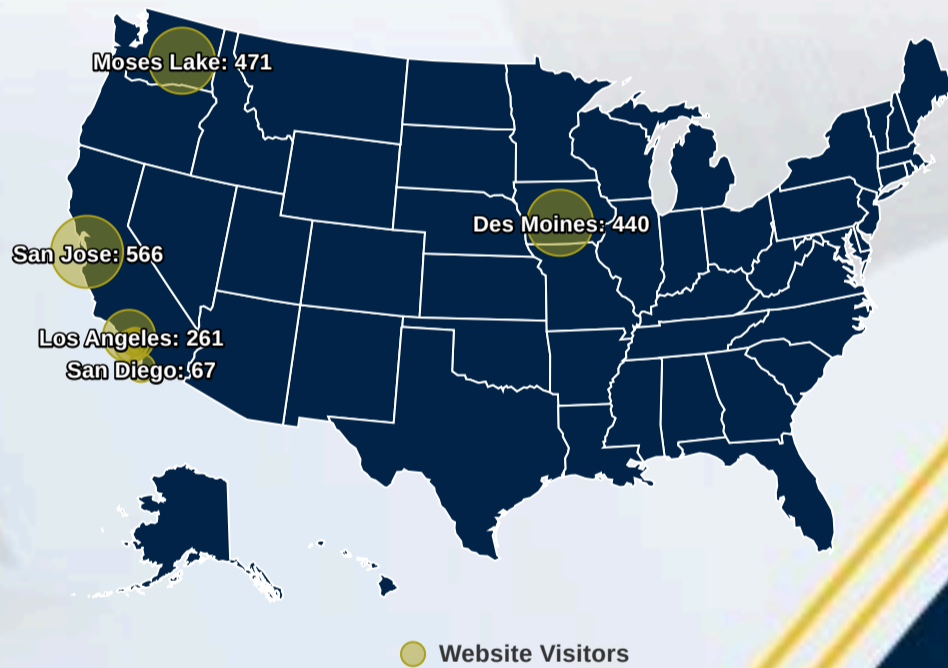 Moses Lake: 471
Des Moines: 440
San Jose: 566
Los Angeles: 261
San Diego: 67
Website Visitors